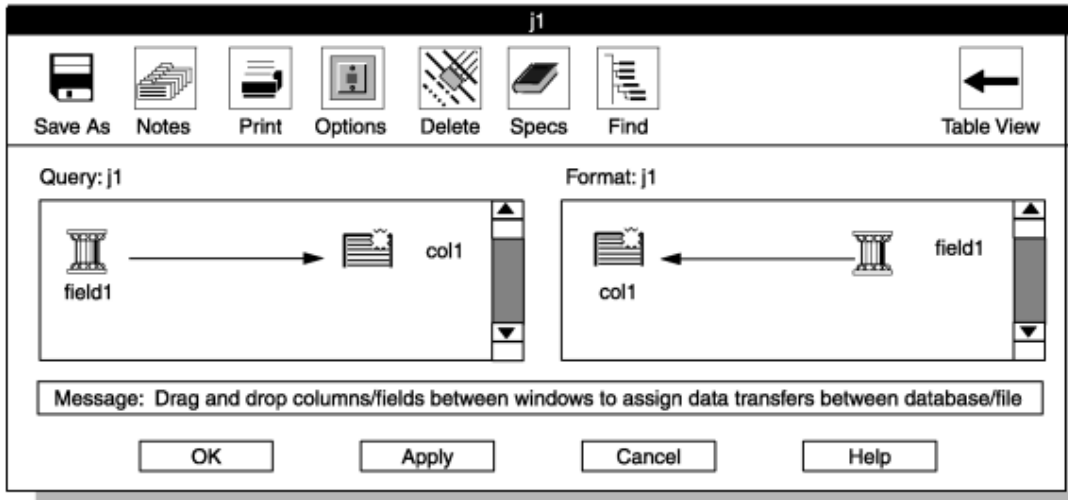 j1
Save As Notes Print Options Delete Specs Find Table View
Query: j1
Format: j1
field1
col1
col1
field1
Message: Drag and drop columns/fields between windows to assign data transfers between database/file
OK Apply Cancel Help